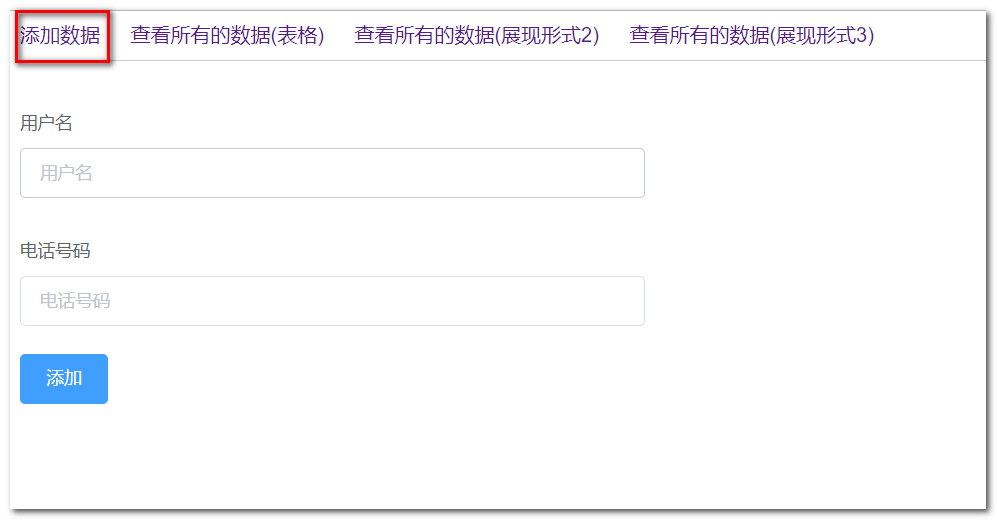 添加数据 查看所有的数据(表格) 查看所有的数据(展现形式2) 查看所有的数据(展现形式3)
用户名
用户名
电话号码
电话号码
添加